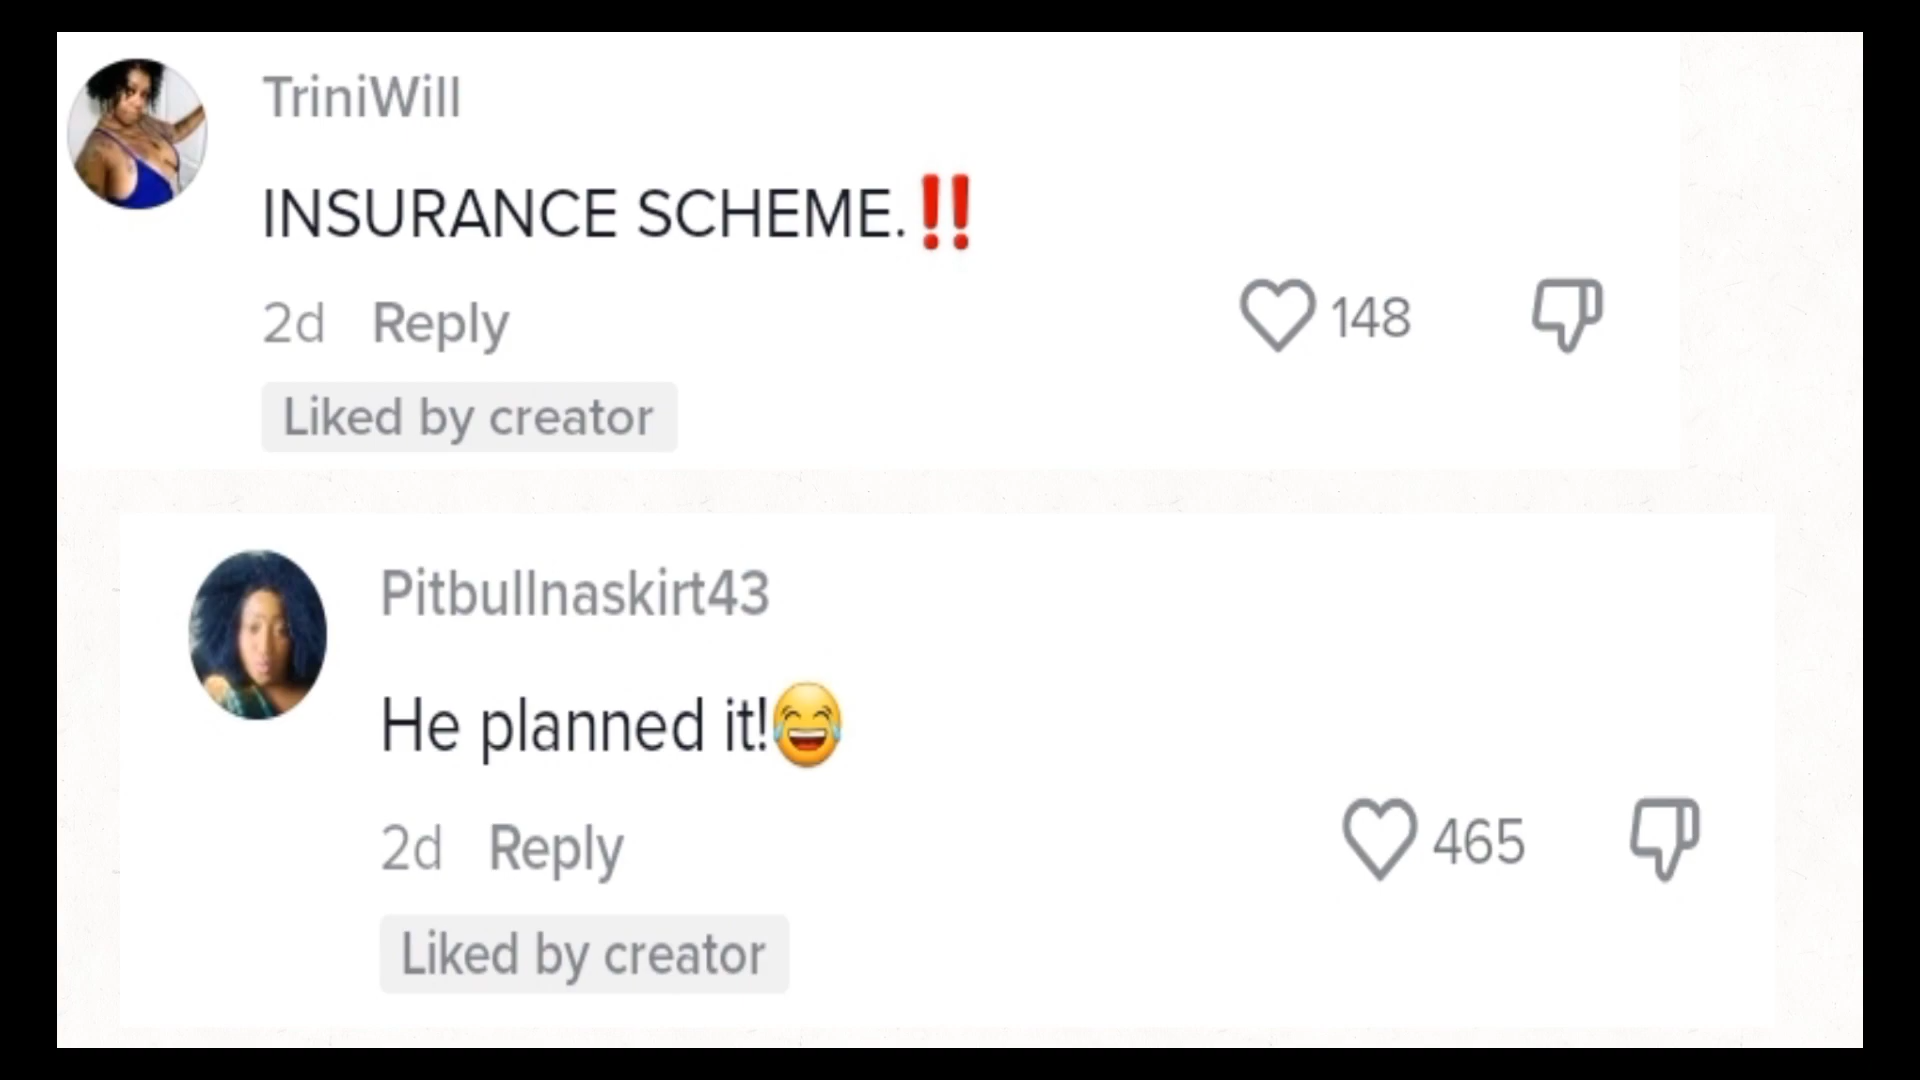 TriniWill
INSURANCE SCHEME.‼️
2d Reply
148
Liked by creator
Pitbullnaskirt43
He planned it!😂
2d Reply
465
Liked by creator